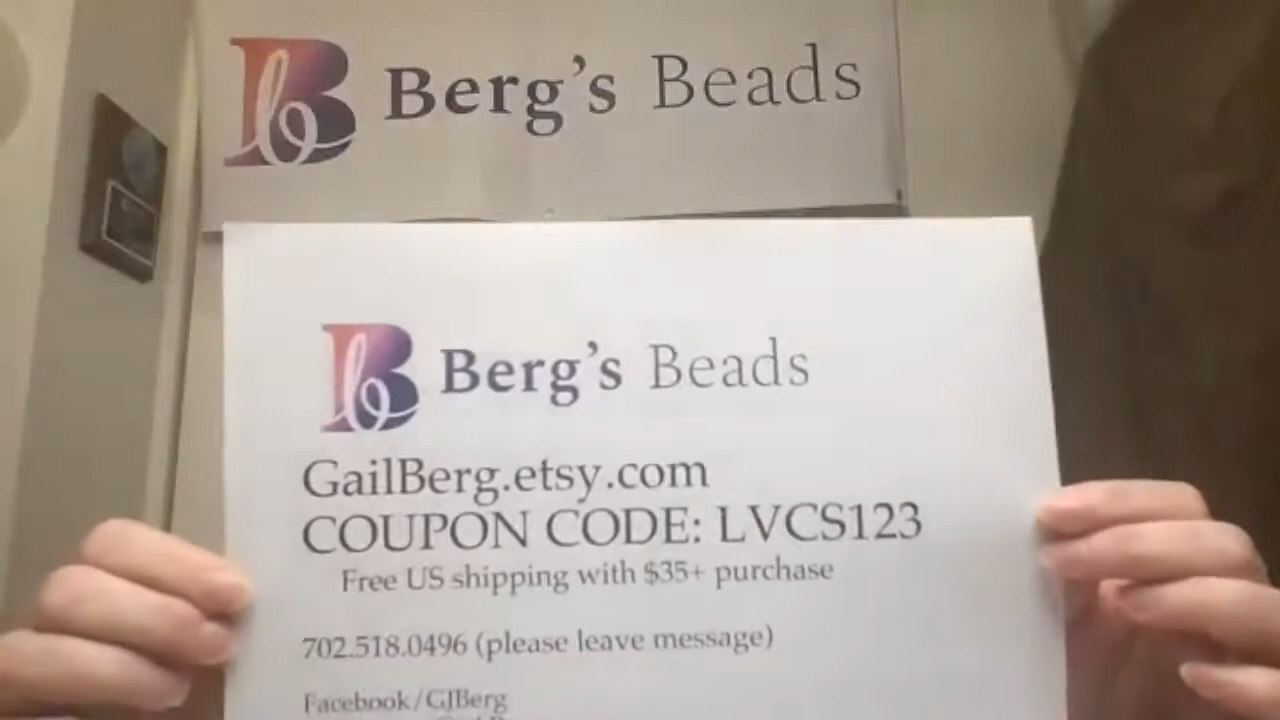 Berg's Beads
Berg's Beads
GailBerg.etsy.com
COUPON CODE: LVCS123
Free US shipping with $35+ purchase
702.518.0496 (please leave message)
Facebook/GJBerg